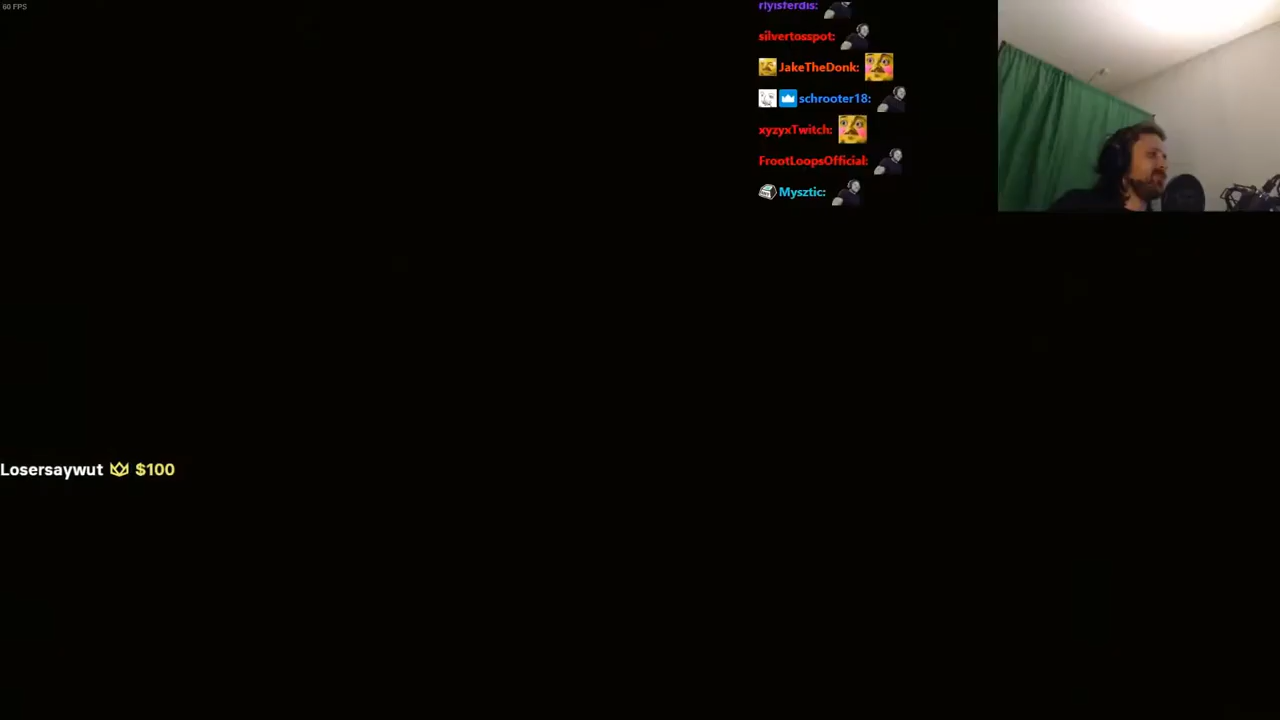 60 FPS
rlyisferdis:
silvertosspot:
JakeTheDonk:
schrooter18:
xyzyxTwitch:
FrootLoopsOfficial:
Mysztic:
Losersaywut $100